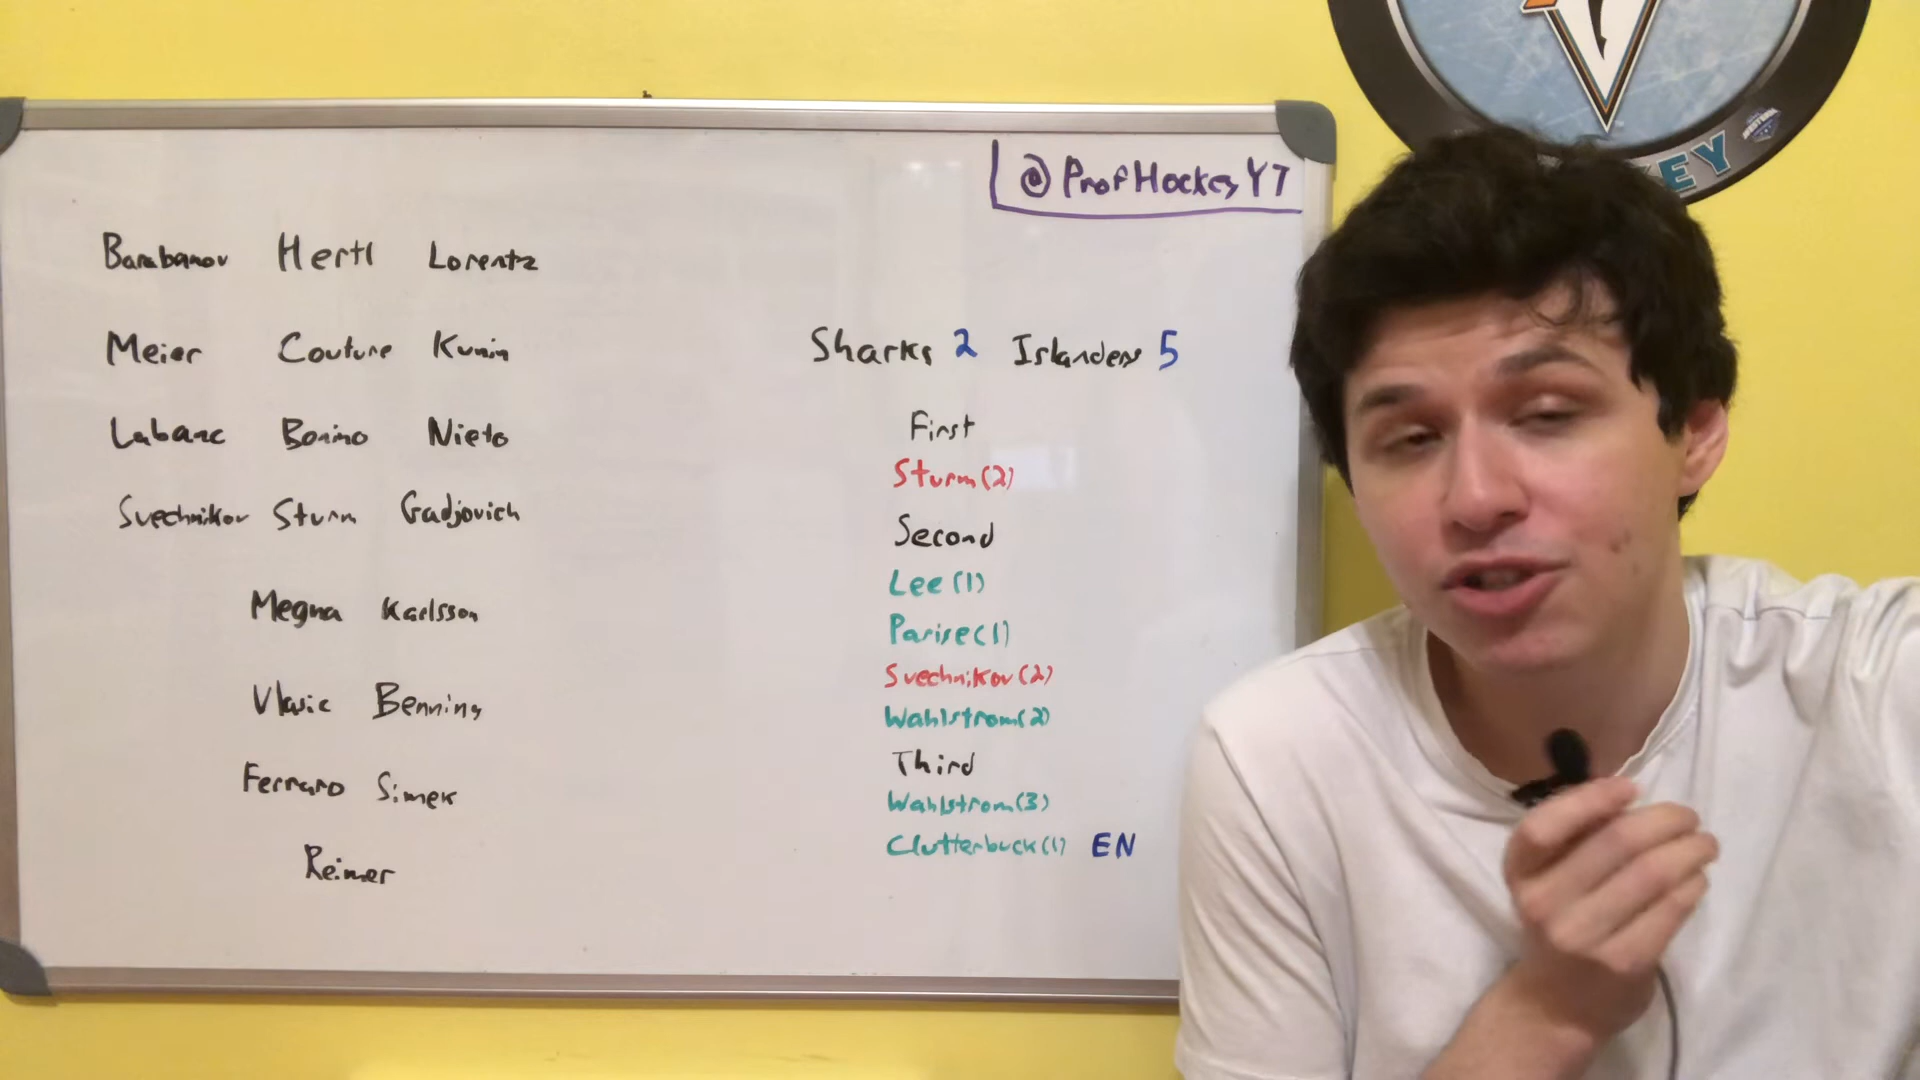 @ProfHockeyYT
Barabanov Hertl Lorentz
Meier Couture Kunin
Labanc Bonino Nieto
Svechnikov Sturm Gadjovich
Megna Karlsson
Vlasic Benning
Ferraro Simek
Reimer
Sharks 2 Islanders 5
First
Sturm(2)
Second
Lee (1)
Parise(1)
Svechnikov(2)
Wahlstrom(2)
Third
Wahlstrom(3)
Clutterbuck(1) EN
KEY
WESTERN